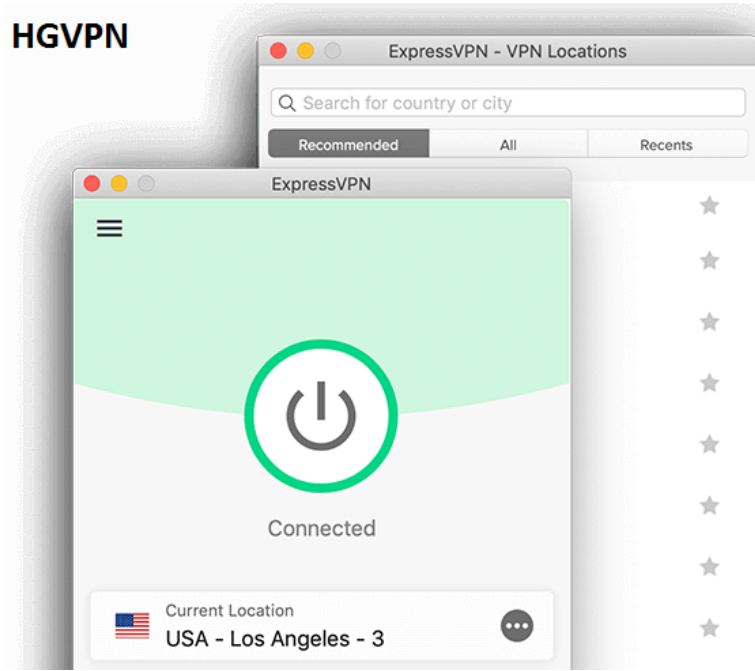 HGVPN
ExpressVPN - VPN Locations
Search for country or city
Recommended All Recents
ExpressVPN
Connected
Current Location
USA - Los Angeles - 3